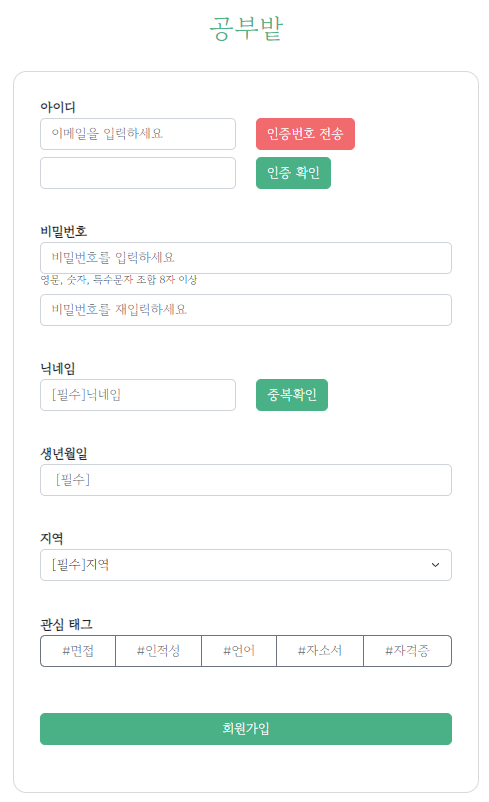 공부밭
아이디
이메일을 입력하세요 인증번호 전송
인증 확인
비밀번호
비밀번호를 입력하세요
영문, 숫자, 특수문자 조합 8자 이상
비밀번호를 재입력하세요
닉네임
[필수]닉네임 중복확인
생년월일
[필수]
지역
[필수]지역
관심 태그
#면접 #인적성 #언어 #자소서 #자격증
회원가입